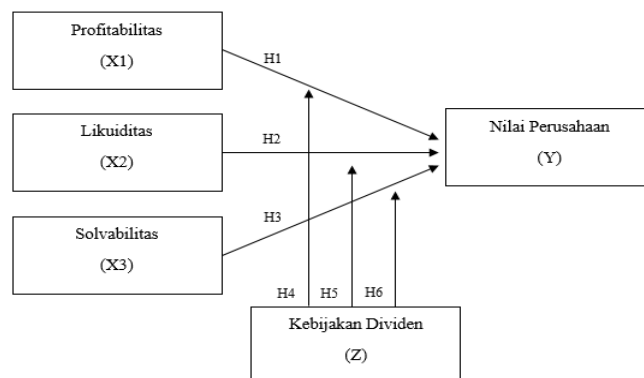 Profitabilitas
(X1)
H1
Likuiditas
(X2)
H2
Nilai Perusahaan
(Y)
Solvabilitas
(X3)
H3
H4
H5
H6
Kebijakan Dividen
(Z)